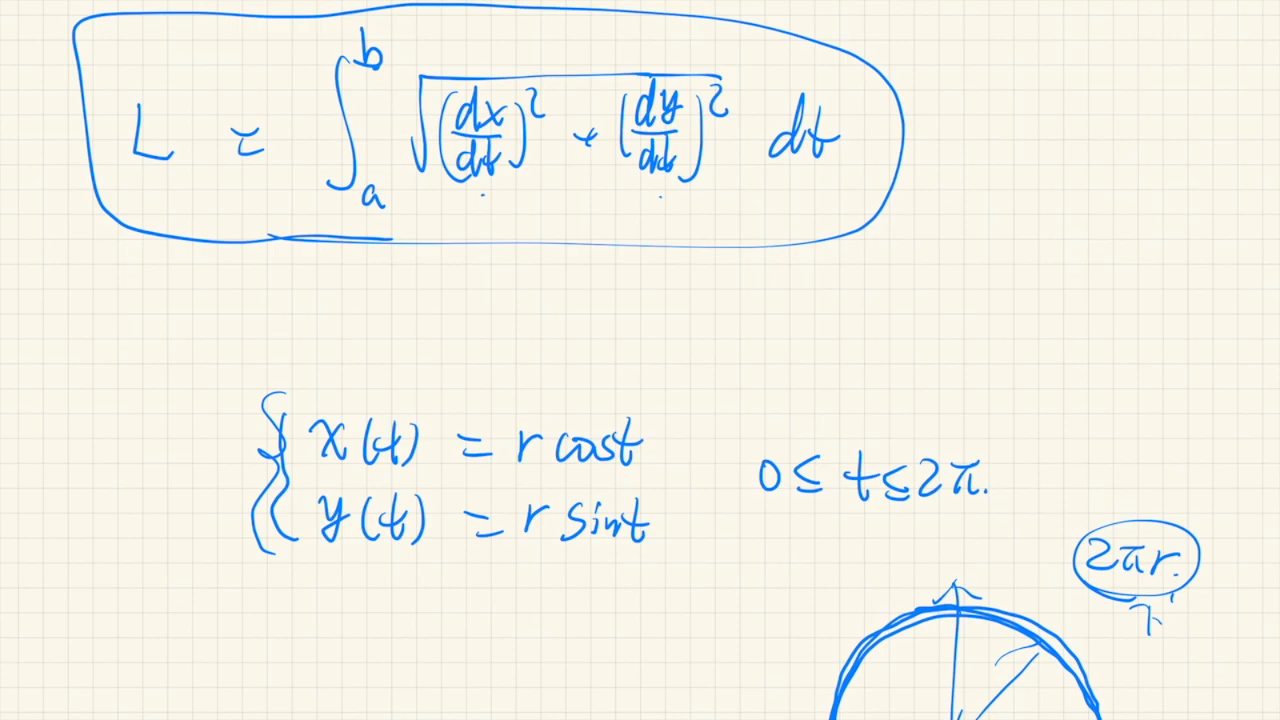 L = ∫_a^b √((dx/dt)² + (dy/dt)²) dt
{ x(t) = r cost
y(t) = r sint
0 ≤ t ≤ 2π.
2πr.